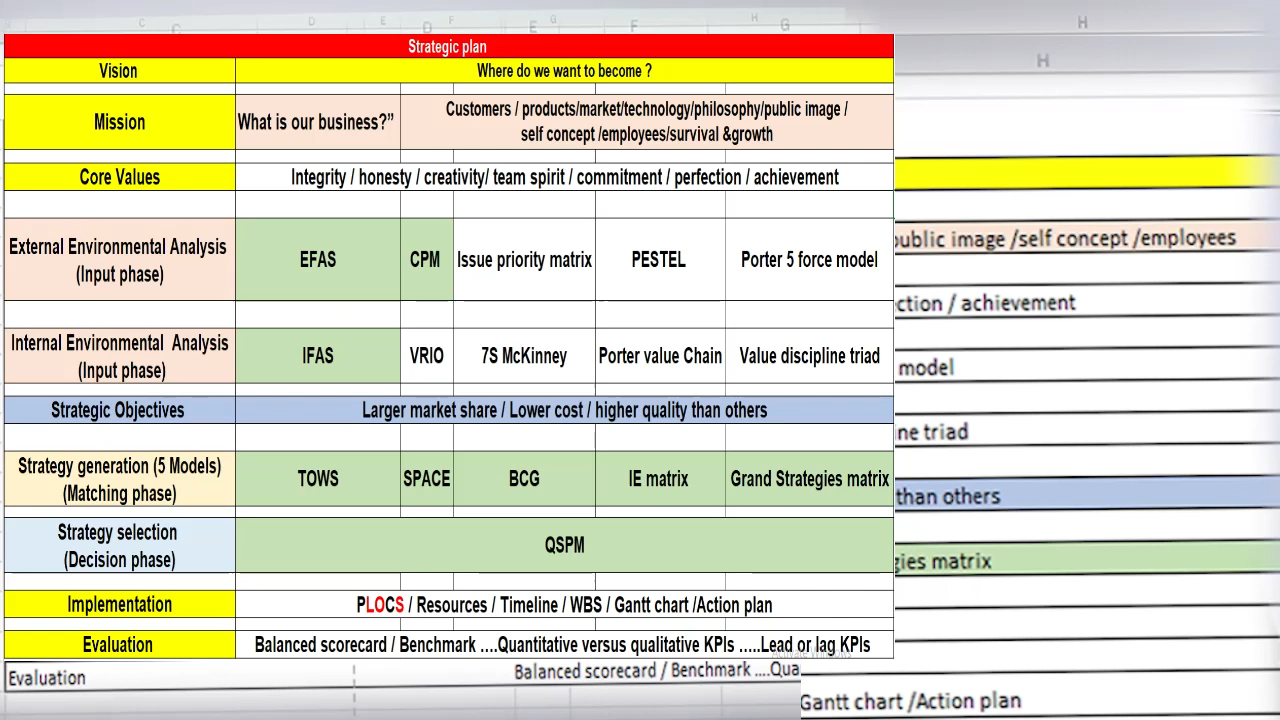 C D E F G H
C D F E G F H G H
Strategic plan
Vision Where do we want to become ?
Mission What is our business?” Customers / products/market/technology/philosophy/public image /
self concept /employees/survival &growth
Core Values Integrity / honesty / creativity/ team spirit / commitment / perfection / achievement
External Environmental Analysis
(Input phase)
EFAS CPM Issue priority matrix PESTEL Porter 5 force model
Internal Environmental Analysis
(Input phase)
IFAS VRIO 7S McKinney Porter value Chain Value discipline triad
Strategic Objectives Larger market share / Lower cost / higher quality than others
Strategy generation (5 Models)
(Matching phase)
TOWS SPACE BCG IE matrix Grand Strategies matrix
Strategy selection
(Decision phase)
QSPM
Implementation PLOCS / Resources / Timeline / WBS / Gantt chart /Action plan
Evaluation Balanced scorecard / Benchmark ....Quantitative versus qualitative KPIs .....Lead or lag KPIs
Activate Windows
Evaluation Balanced scorecard / Benchmark ....Qua
public image /self concept /employees
ction / achievement
model
ne triad
than others
gies matrix
Gantt chart /Action plan